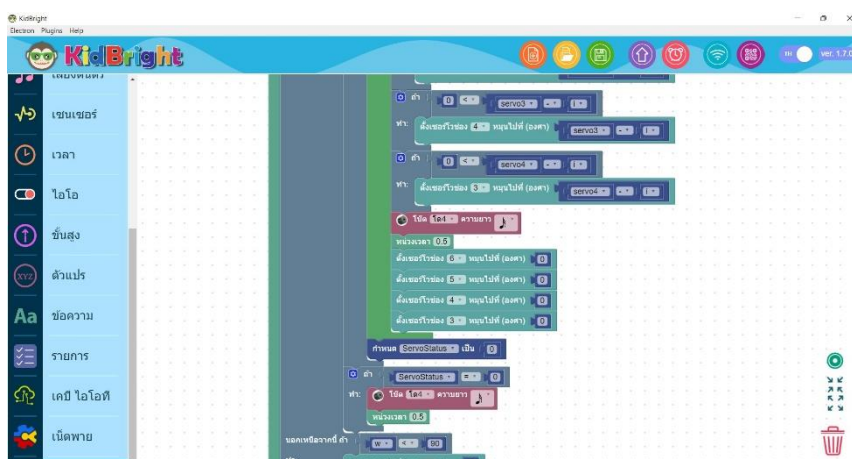 KidBright
Electron Plugins Help
KidBright
ver. 1.7.0
เซนเซอร์
เวลา
ไอโอ
ขั้นสูง
xyz ตัวแปร
Aa ข้อความ
รายการ
เคบี ไอโอที
เน็ตพาย
ถ้า 0 < servo3 - i
ทำ: ตั้งเซอร์โวช่อง 4 หมุนไปที่ (องศา) servo3 - i
ถ้า 0 < servo4 - i
ทำ: ตั้งเซอร์โวช่อง 3 หมุนไปที่ (องศา) servo4 - i
โน้ต โด4 ความยาว
หน่วงเวลา 0.5
ตั้งเซอร์โวช่อง 6 หมุนไปที่ (องศา) 0
ตั้งเซอร์โวช่อง 5 หมุนไปที่ (องศา) 0
ตั้งเซอร์โวช่อง 4 หมุนไปที่ (องศา) 0
ตั้งเซอร์โวช่อง 3 หมุนไปที่ (องศา) 0
กำหนด ServoStatus เป็น 0
ถ้า ServoStatus = 0
ทำ: โน้ต โด4 ความยาว
หน่วงเวลา 0.5
นอกเหนือจากนี้ ถ้า w < 90